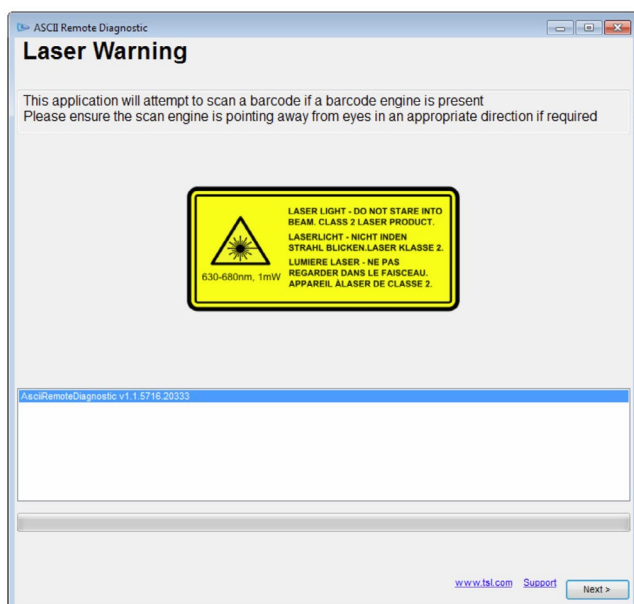 ASCII Remote Diagnostic
Laser Warning
This application will attempt to scan a barcode if a barcode engine is present
Please ensure the scan engine is pointing away from eyes in an appropriate direction if required
LASER LIGHT - DO NOT STARE INTO
BEAM. CLASS 2 LASER PRODUCT.
LASERLICHT - NICHT INDEN
STRAHL BLICKEN.LASER KLASSE 2.
LUMIERE LASER - NE PAS
REGARDER DANS LE FAISCEAU.
APPAREIL ÀLASER DE CLASSE 2.
630-680nm, 1mW
AsciiRemoteDiagnostic v1.1.5716.20333
www.tsl.com Support Next >